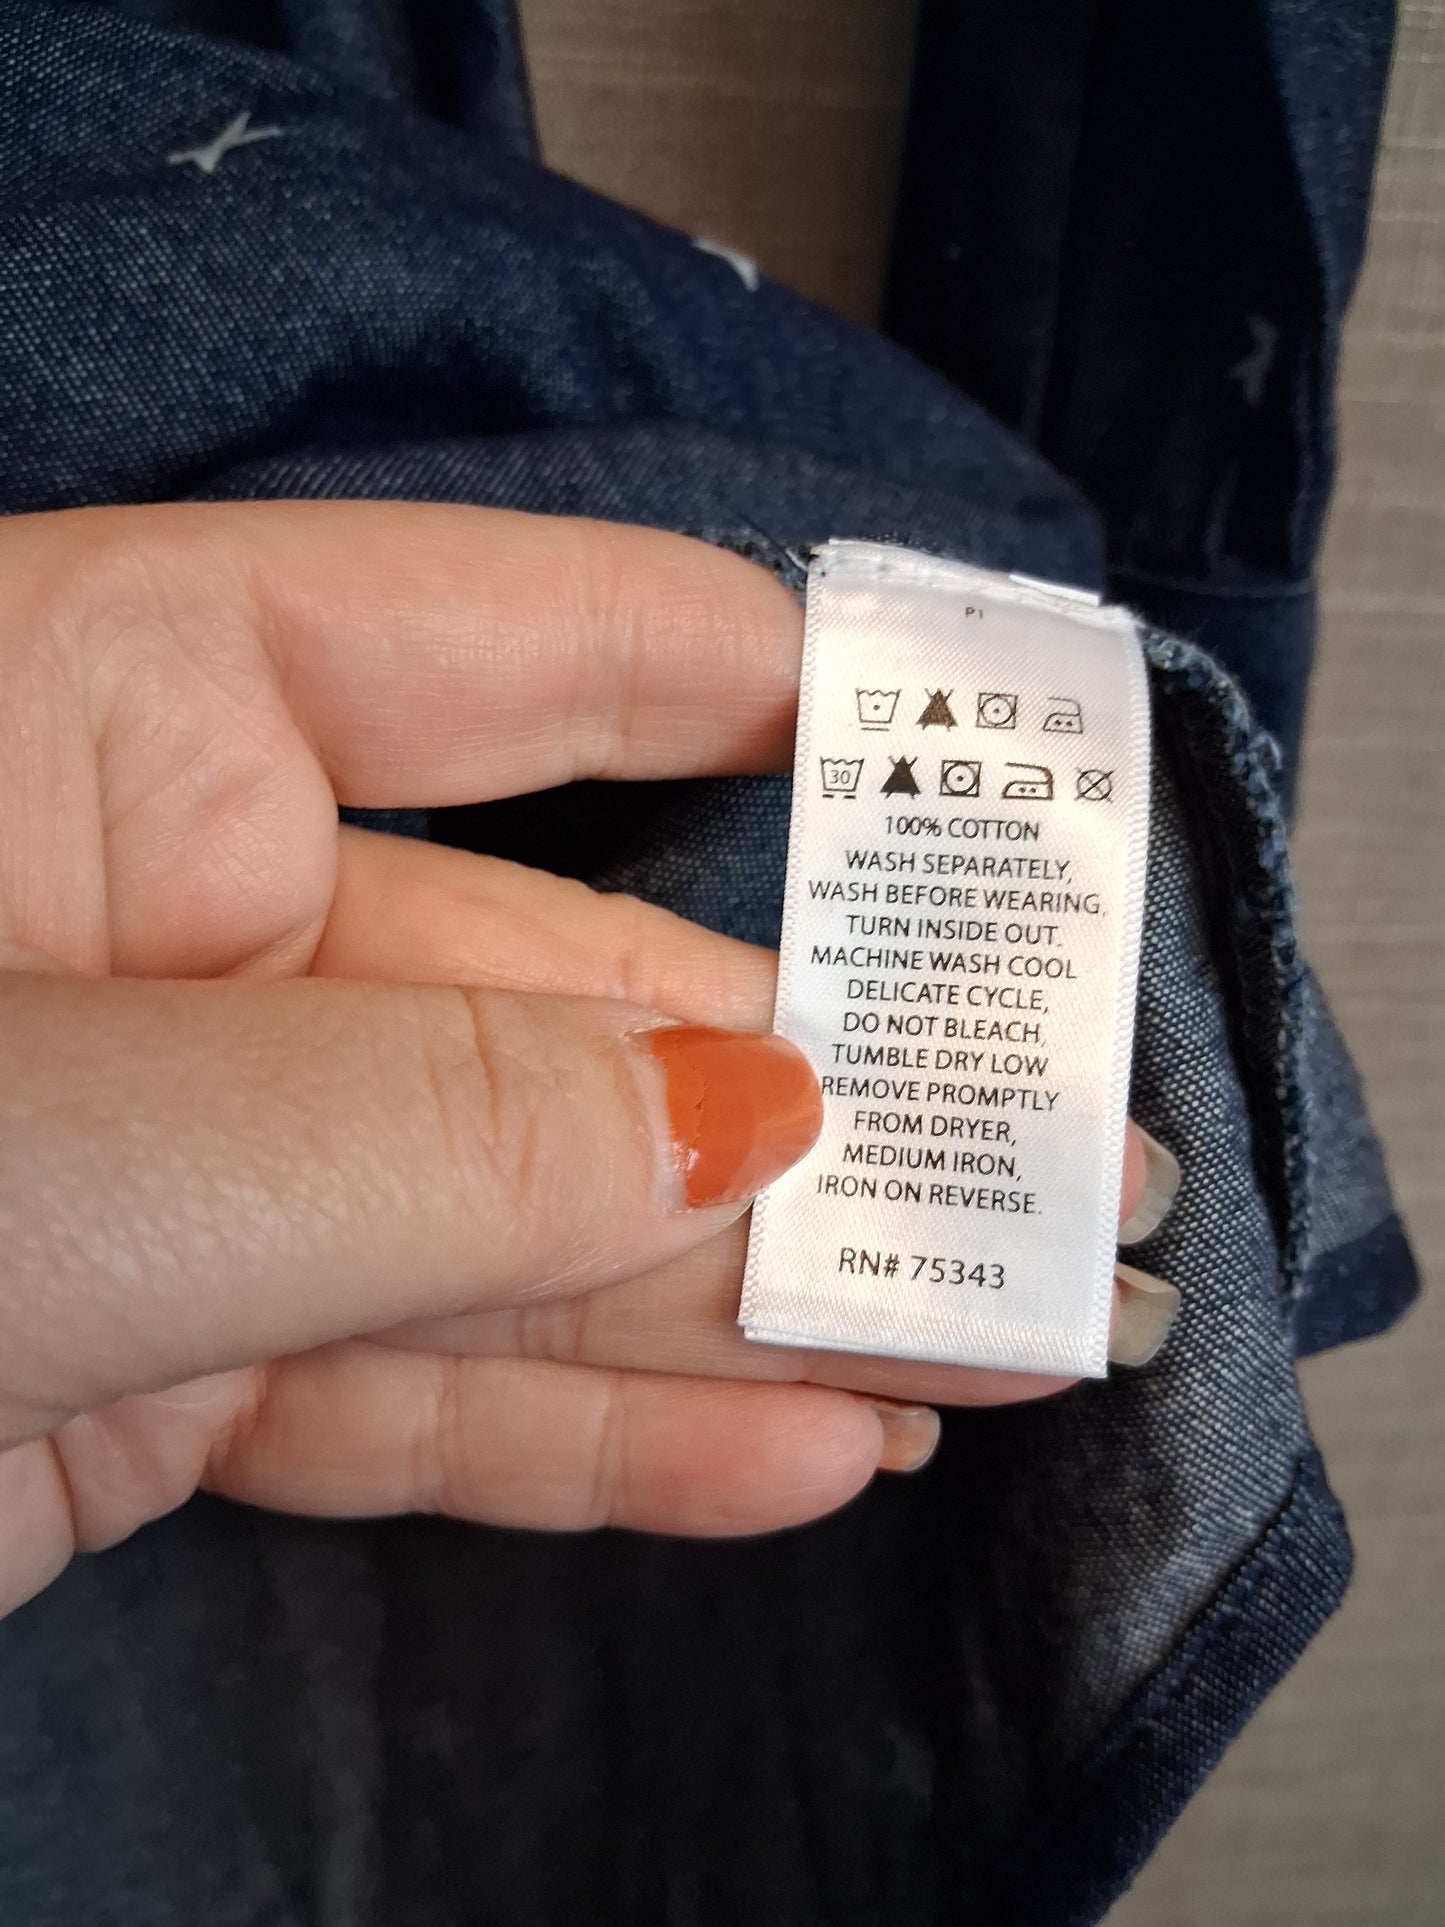 P1
30
100% COTTON
WASH SEPARATELY,
WASH BEFORE WEARING,
TURN INSIDE OUT.
MACHINE WASH COOL
DELICATE CYCLE,
DO NOT BLEACH,
TUMBLE DRY LOW
REMOVE PROMPTLY
FROM DRYER,
MEDIUM IRON,
IRON ON REVERSE.
RN# 75343